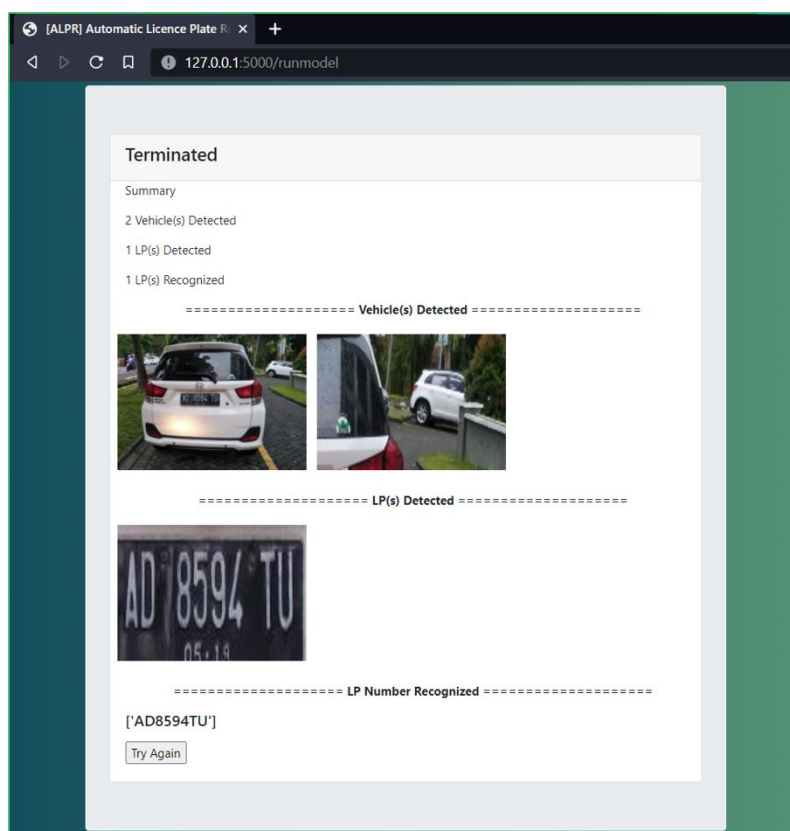 [ALPR] Automatic Licence Plate R
127.0.0.1:5000/runmodel
Terminated
Summary
2 Vehicle(s) Detected
1 LP(s) Detected
1 LP(s) Recognized
==================== Vehicle(s) Detected ====================
AD 8594 TU
==================== LP(s) Detected ====================
AD 8594 TU
05·19
==================== LP Number Recognized ====================
['AD8594TU']
Try Again